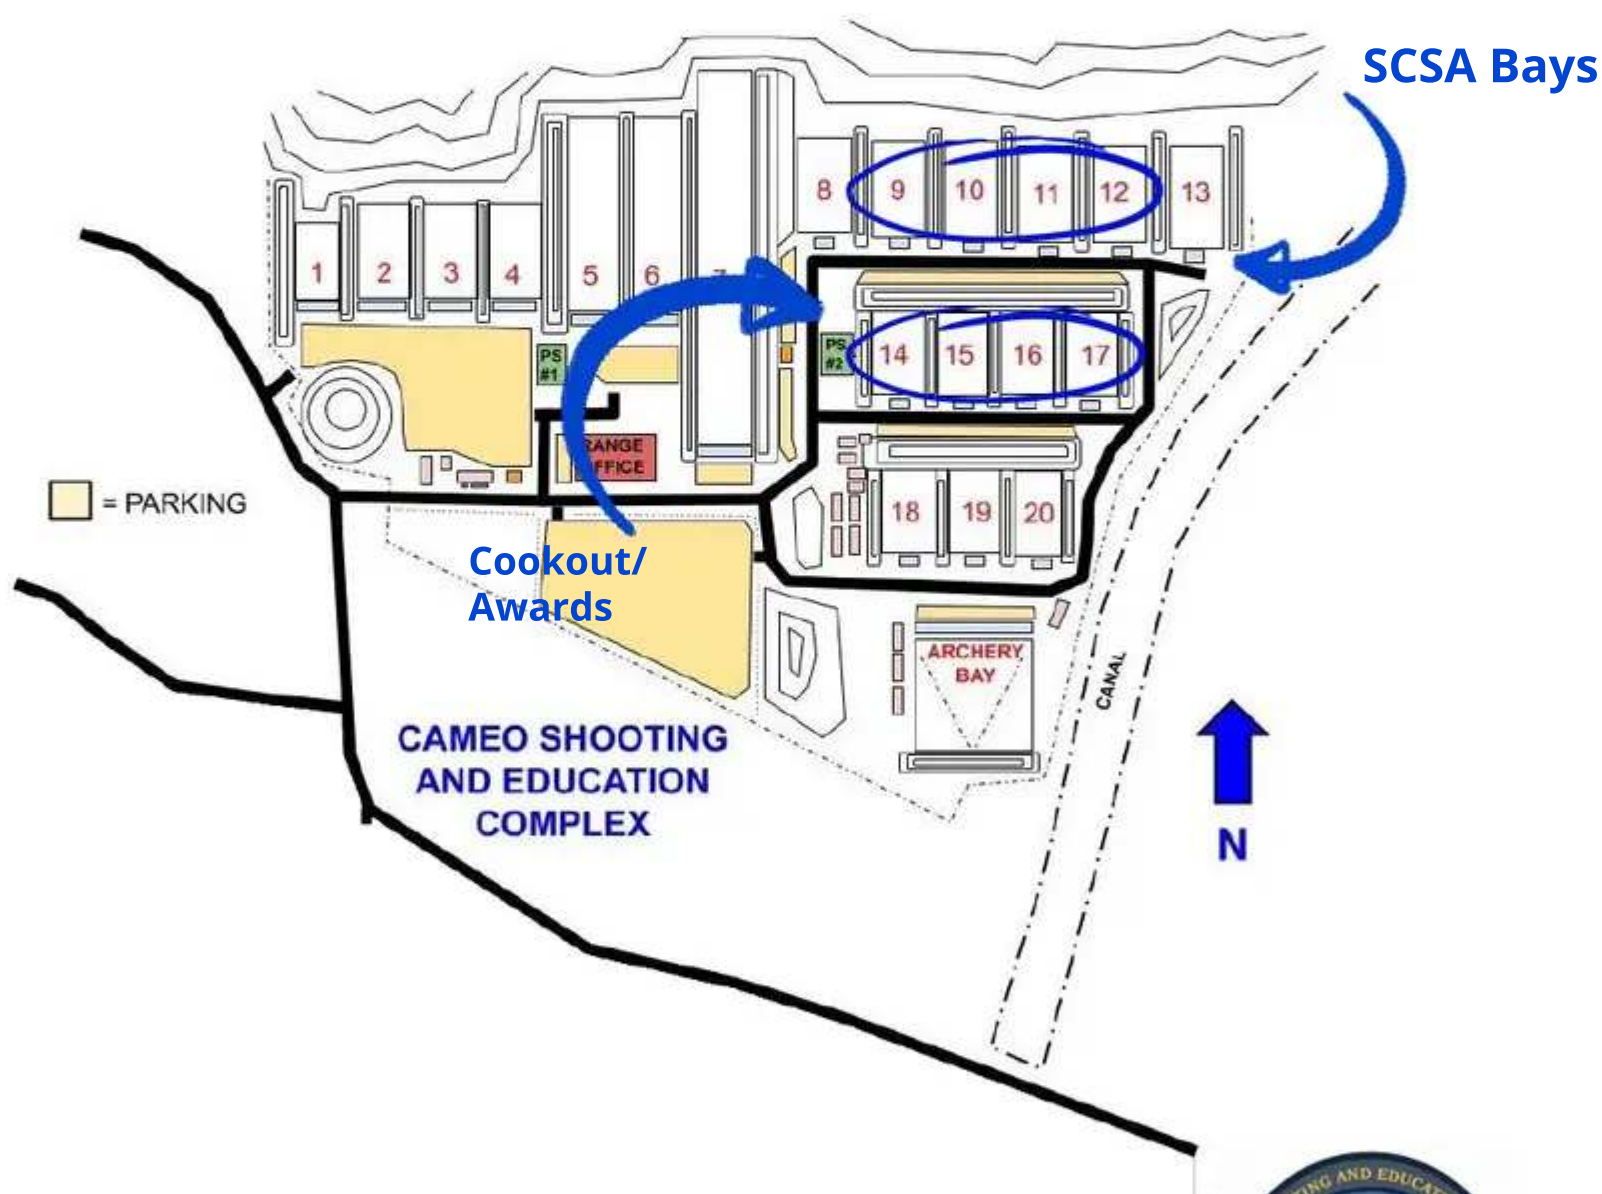 SCSA Bays
8
9
10
11
12
13
1
2
3
4
5
6
PS
#1
PS
#2
14
15
16
17
RANGE
OFFICE
= PARKING
18
19
20
Cookout/
Awards
ARCHERY
BAY
CANAL
CAMEO SHOOTING
AND EDUCATION
COMPLEX
N
AND